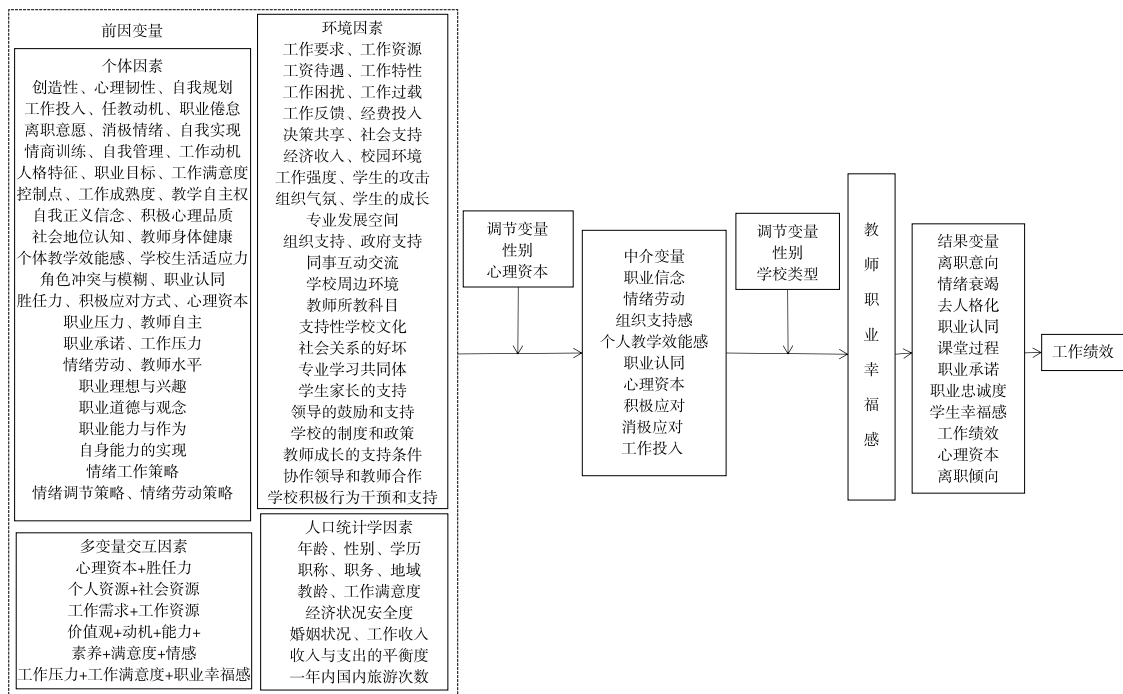 前因变量
个体因素
创造性、心理韧性、自我规划
工作投入、任教动机、职业倦怠
离职意愿、消极情绪、自我实现
情商训练、自我管理、工作动机
人格特征、职业目标、工作满意度
控制点、工作成熟度、教学自主权
自我正义信念、积极心理品质
社会地位认知、教师身体健康
个体教学效能感、学校生活适应力
角色冲突与模糊、职业认同
胜任力、积极应对方式、心理资本
职业压力、教师自主
职业承诺、工作压力
情绪劳动、教师水平
职业理想与兴趣
职业道德与观念
职业能力与作为
自身能力的实现
情绪工作策略
情绪调节策略、情绪劳动策略
多变量交互因素
心理资本+胜任力
个人资源+社会资源
工作需求+工作资源
价值观+动机+能力+
素养+满意度+情感
工作压力+工作满意度+职业幸福感
环境因素
工作要求、工作资源
工资待遇、工作特性
工作困扰、工作过载
工作反馈、经费投入
决策共享、社会支持
经济收入、校园环境
工作强度、学生的攻击
组织气氛、学生的成长
专业发展空间
组织支持、政府支持
同事互动交流
学校周边环境
教师所教科目
支持性学校文化
社会关系的好坏
专业学习共同体
学生家长的支持
领导的鼓励和支持
学校的制度和政策
教师成长的支持条件
协作领导和教师合作
学校积极行为干预和支持
人口统计学因素
年龄、性别、学历
职称、职务、地域
教龄、工作满意度
经济状况安全度
婚姻状况、工作收入
收入与支出的平衡度
一年内国内旅游次数
调节变量
性别
心理资本
中介变量
职业信念
情绪劳动
组织支持感
个人教学效能感
职业认同
心理资本
积极应对
消极应对
工作投入
调节变量
性别
学校类型
教师职业幸福感
结果变量
离职意向
情绪衰竭
去人格化
职业认同
课堂过程
职业承诺
职业忠诚度
学生幸福感
工作绩效
心理资本
离职倾向
工作绩效